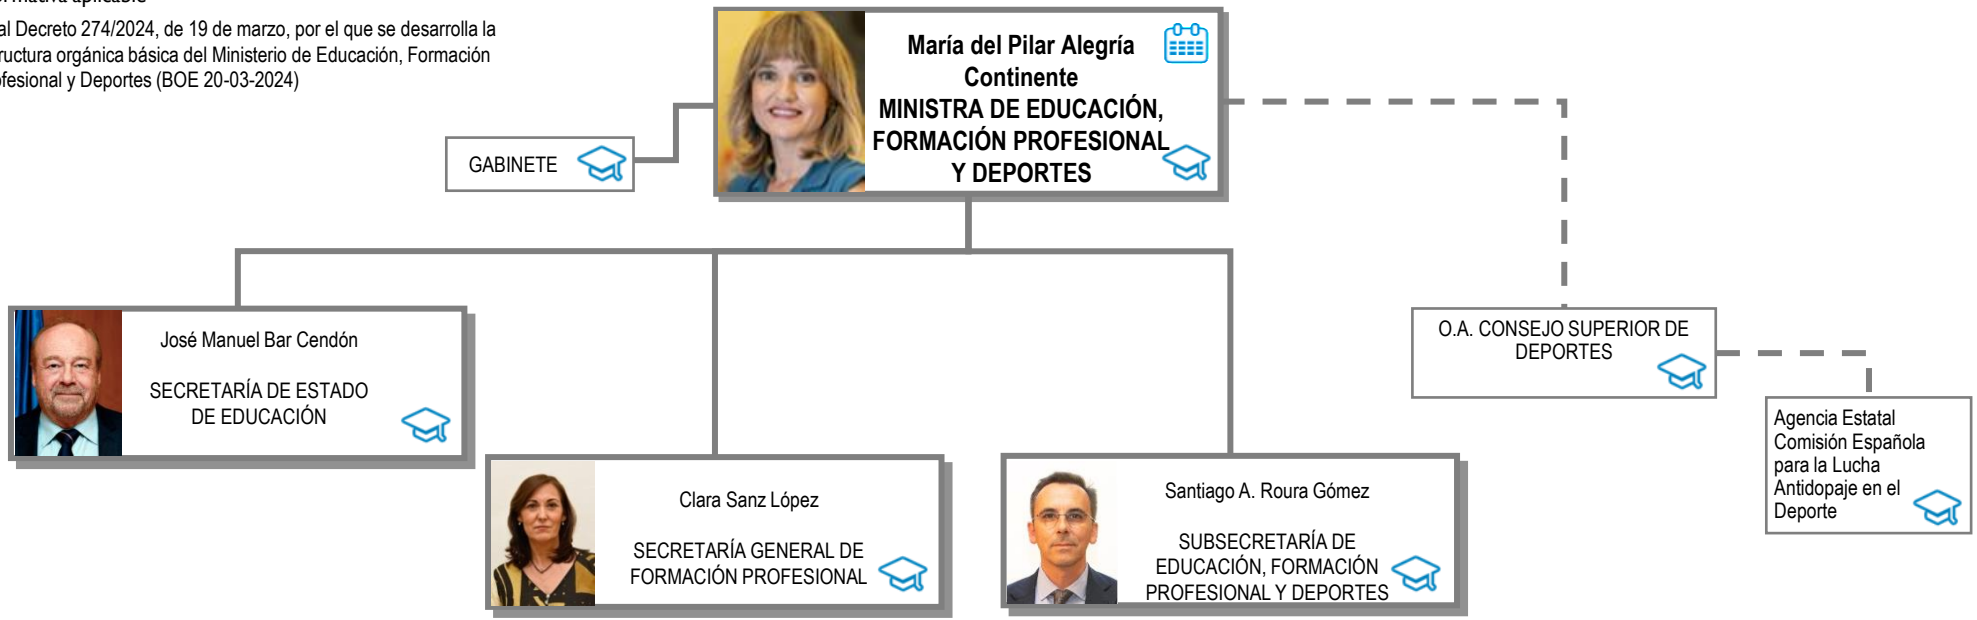 al Decreto 274/2024, de 19 de marzo, por el que se desarrolla la
ructura orgánica básica del Ministerio de Educación, Formación
ofesional y Deportes (BOE 20-03-2024)
María del Pilar Alegría
Continente
MINISTRA DE EDUCACIÓN,
FORMACIÓN PROFESIONAL
Y DEPORTES
GABINETE
José Manuel Bar Cendón
SECRETARÍA DE ESTADO
DE EDUCACIÓN
Clara Sanz López
SECRETARÍA GENERAL DE
FORMACIÓN PROFESIONAL
Santiago A. Roura Gómez
SUBSECRETARÍA DE
EDUCACIÓN, FORMACIÓN
PROFESIONAL Y DEPORTES
O.A. CONSEJO SUPERIOR DE
DEPORTES
Agencia Estatal
Comisión Española
para la Lucha
Antidopaje en el
Deporte